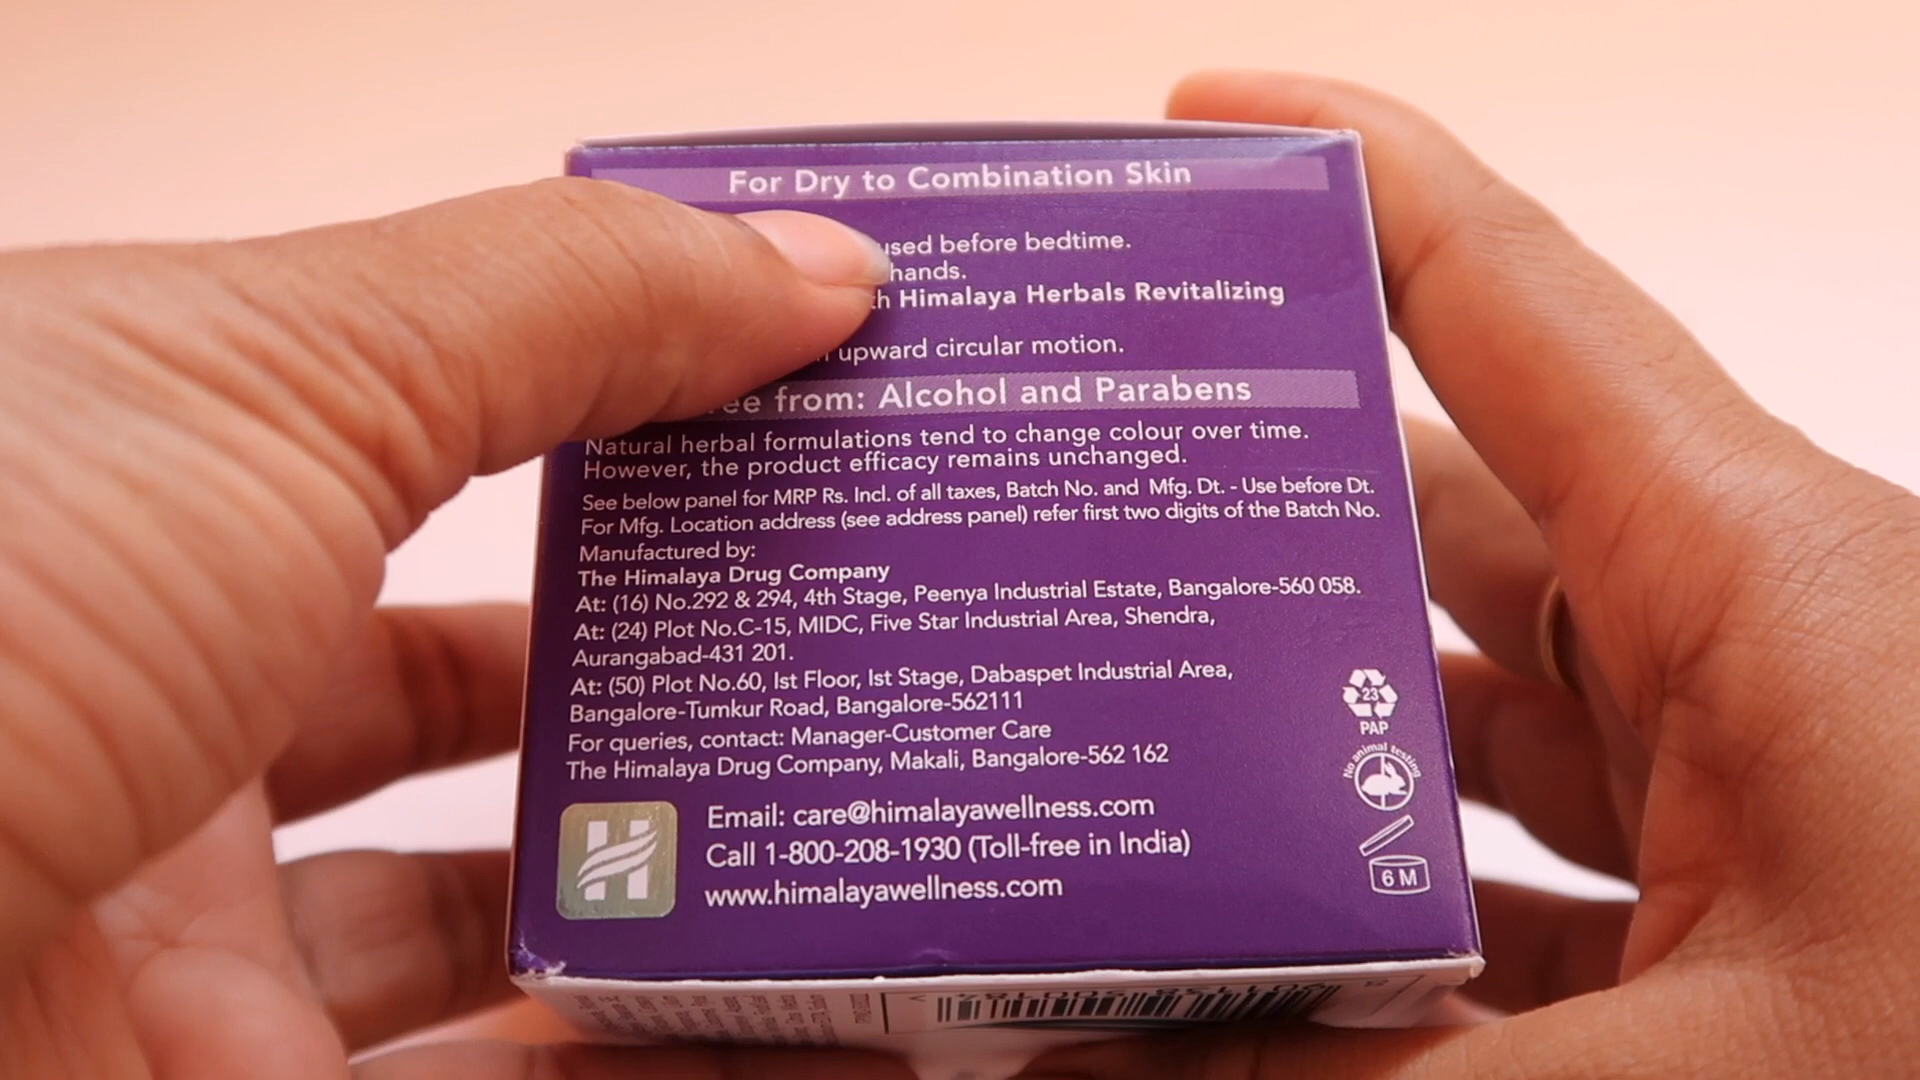 For Dry to Combination Skin
used before bedtime.
hands.
Himalaya Herbals Revitalizing
upward circular motion.
from: Alcohol and Parabens
Natural herbal formulations tend to change colour over time.
However, the product efficacy remains unchanged.
See below panel for MRP Rs. Incl. of all taxes, Batch No. and Mfg. Dt. - Use before Dt.
For Mfg. Location address (see address panel) refer first two digits of the Batch No.
Manufactured by:
The Himalaya Drug Company
At: (16) No.292 & 294, 4th Stage, Peenya Industrial Estate, Bangalore-560 058.
At: (24) Plot No.C-15, MIDC, Five Star Industrial Area, Shendra,
Aurangabad-431 201.
At: (50) Plot No.60, Ist Floor, Ist Stage, Dabaspet Industrial Area,
Bangalore-Tumkur Road, Bangalore-562111
For queries, contact: Manager-Customer Care
The Himalaya Drug Company, Makali, Bangalore-562 162
23
PAP
No animal testing
Email: care@himalayawellness.com
Call 1-800-208-1930 (Toll-free in India)
www.himalayawellness.com
6 M